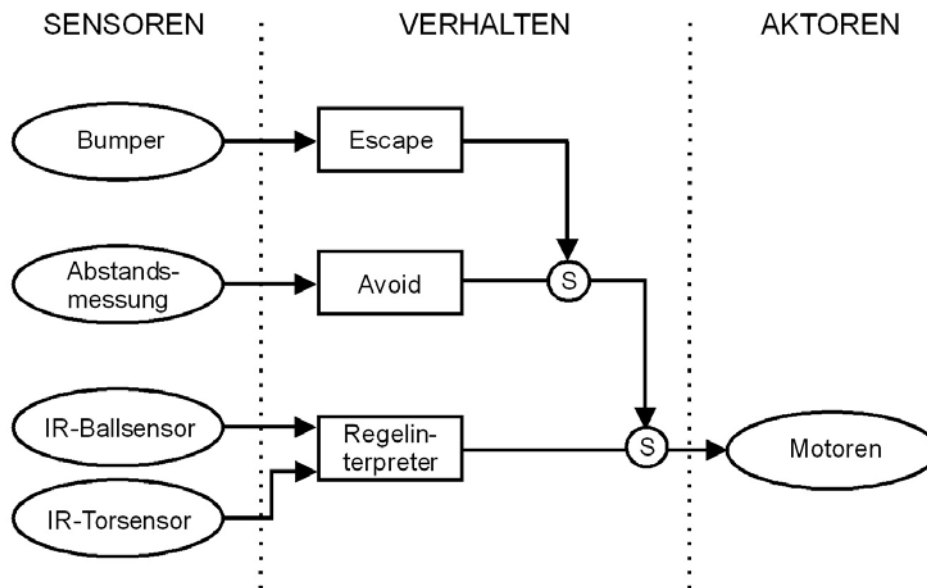 SENSOREN
VERHALTEN
AKTOREN
Bumper
Escape
Abstands-
messung
Avoid
S
IR-Ballsensor
Regelin-
terpreter
S
Motoren
IR-Torsensor